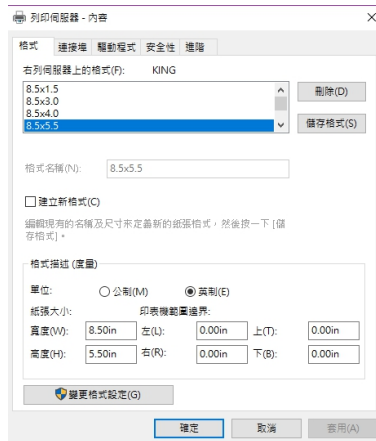 列印伺服器 - 內容
格式 連接埠 驅動程式 安全性 進階
右列伺服器上的格式(F): KING
8.5x1.5
8.5x3.0
8.5x4.0
8.5x5.5
刪除(D)
儲存格式(S)
格式名稱(N): 8.5x5.5
建立新格式(C)
編輯現有的名稱及尺寸來定義新的紙張格式，然後按一下 [儲
存格式]。
格式描述 (度量)
單位: 公制(M) 英制(E)
紙張大小: 印表機範圍邊界:
寬度(W): 8.50in 左(L): 0.00in 上(T): 0.00in
高度(H): 5.50in 右(R): 0.00in 下(B): 0.00in
變更格式設定(G)
確定 取消 套用(A)